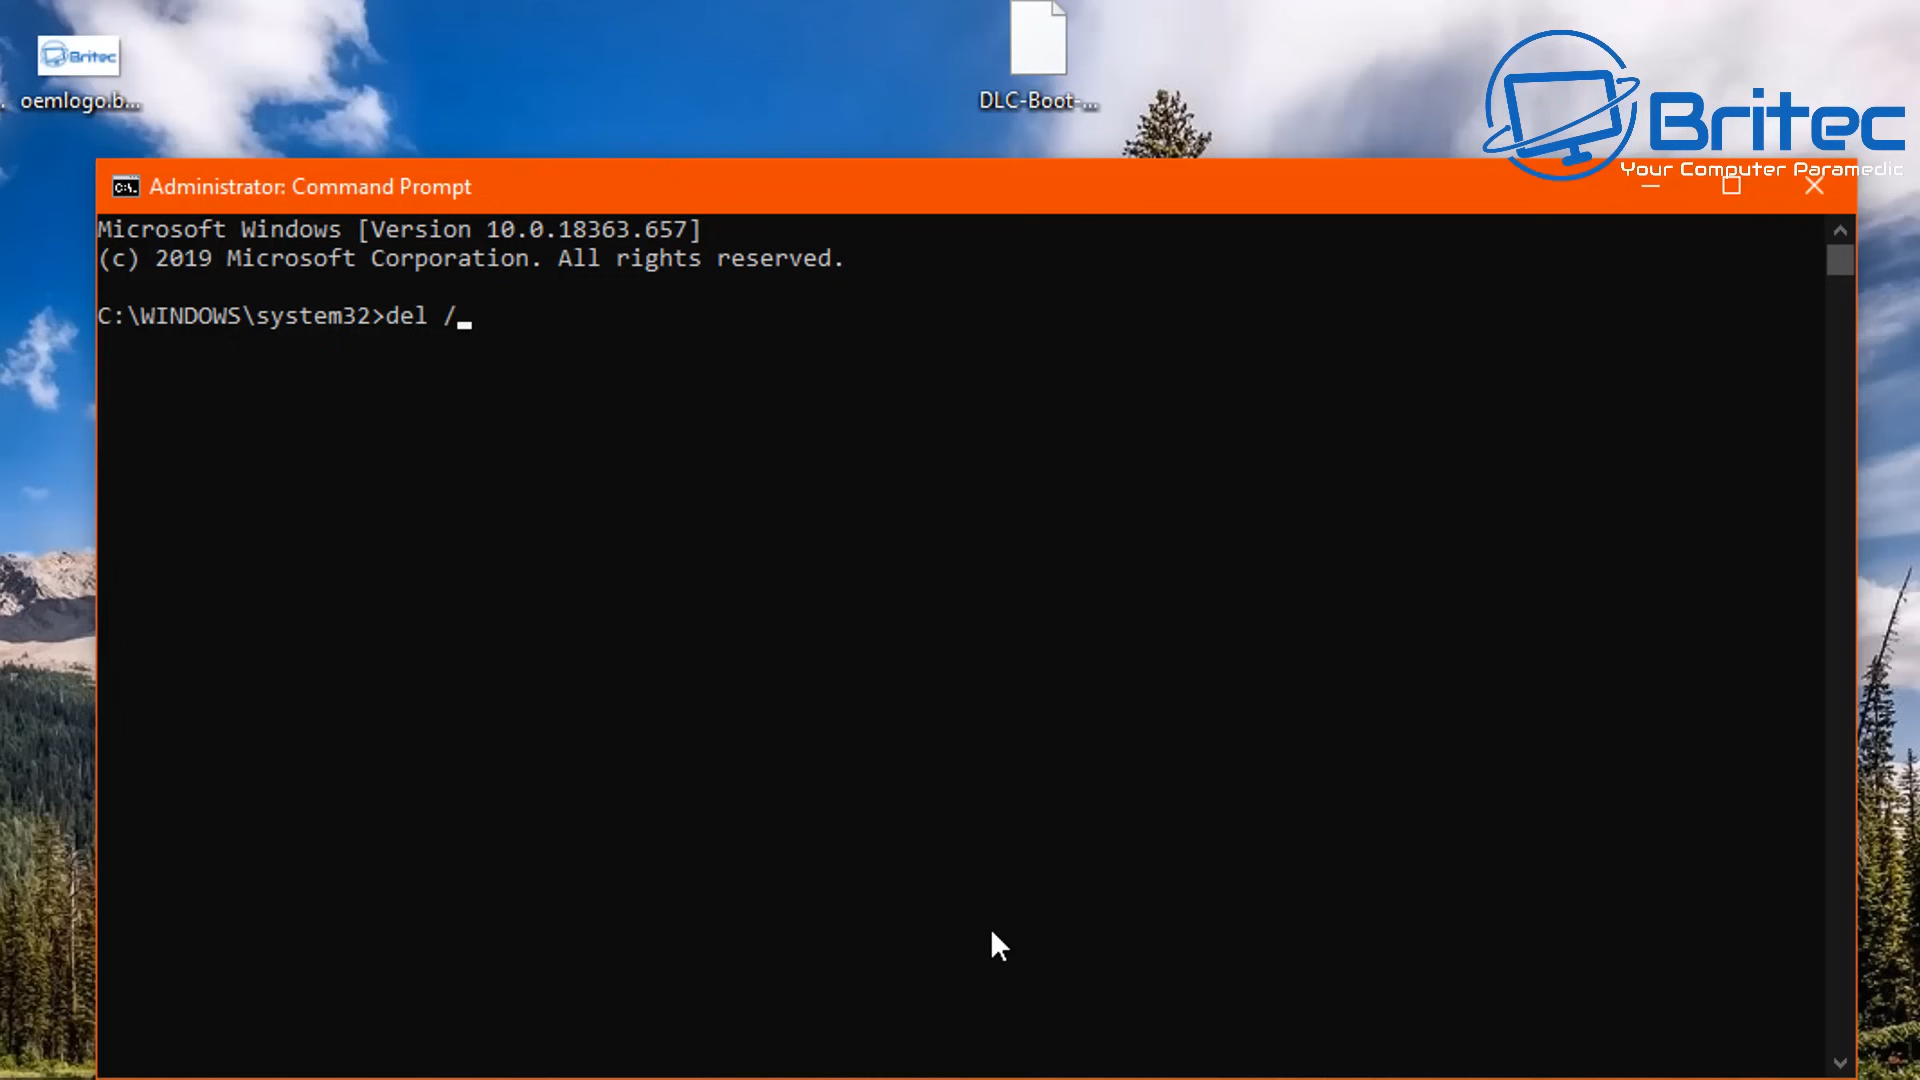 Britec
oemlogo.b...
DLC-Boot-...
Britec
Your Computer Paramedic
C:\.
Administrator: Command Prompt
Microsoft Windows [Version 10.0.18363.657]
(c) 2019 Microsoft Corporation. All rights reserved.
C:\WINDOWS\system32>del /